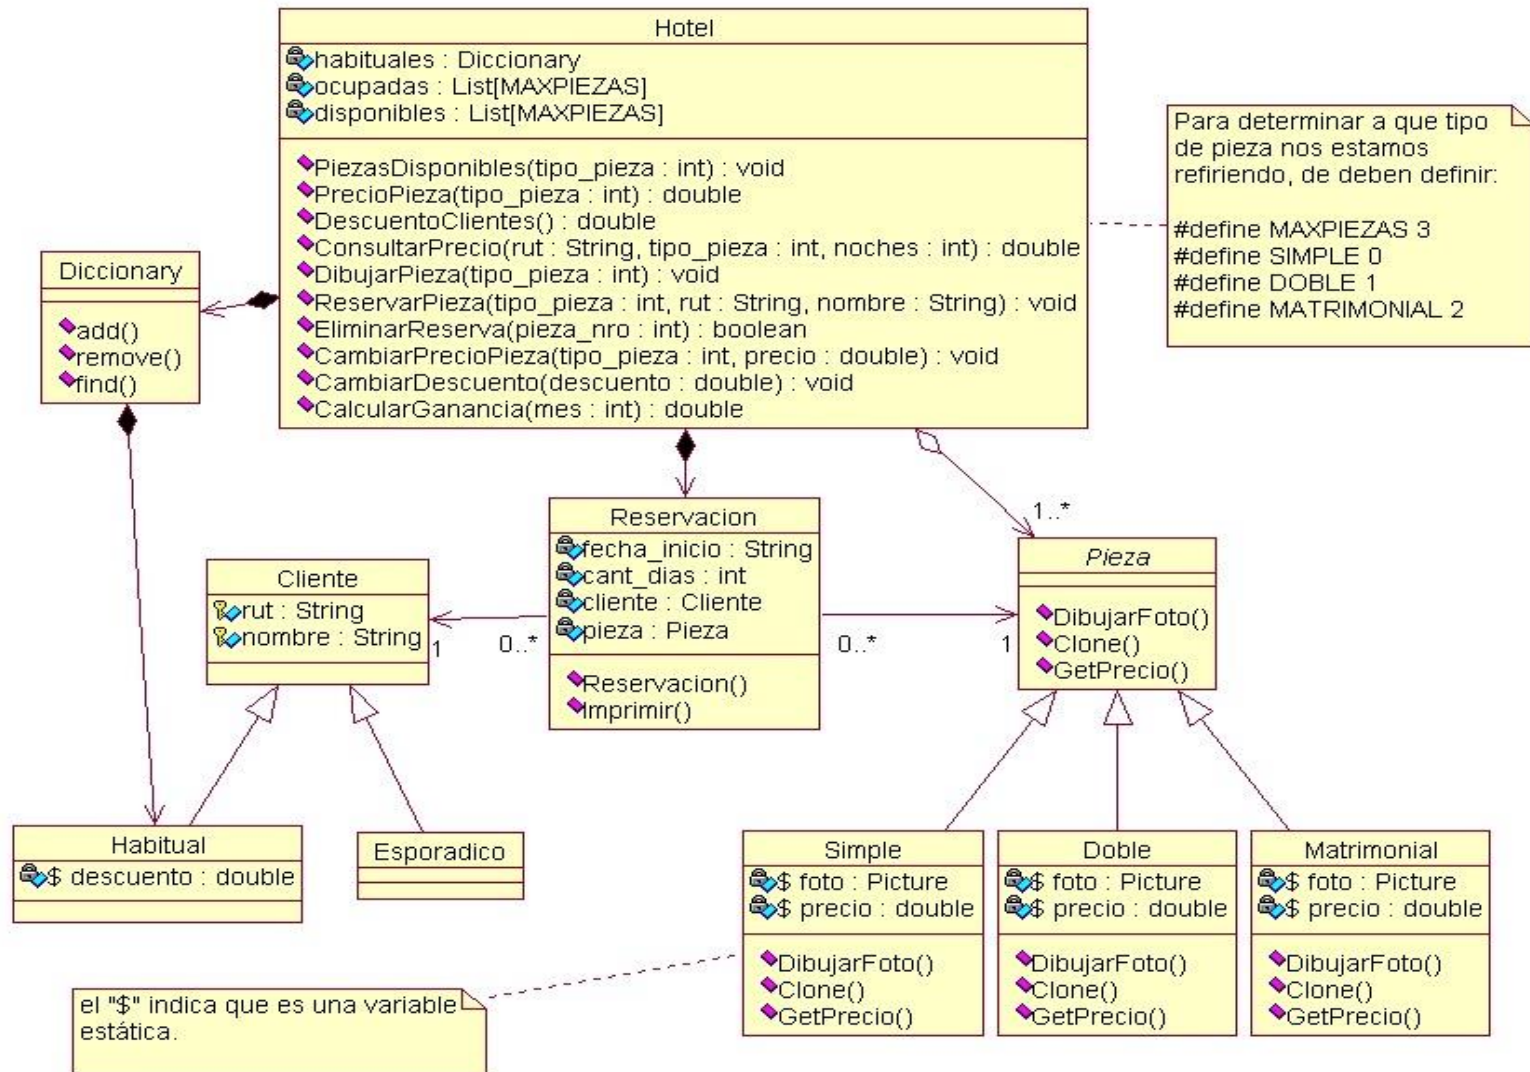 Hotel
habituales : Diccionary
ocupadas : List[MAXPIEZAS]
disponibles : List[MAXPIEZAS]
PiezasDisponibles(tipo_pieza : int) : void
PrecioPieza(tipo_pieza : int) : double
DescuentoClientes() : double
ConsultarPrecio(rut : String, tipo_pieza : int, noches : int) : double
DibujarPieza(tipo_pieza : int) : void
ReservarPieza(tipo_pieza : int, rut : String, nombre : String) : void
EliminarReserva(pieza_nro : int) : boolean
CambiarPrecioPieza(tipo_pieza : int, precio : double) : void
CambiarDescuento(descuento : double) : void
CalcularGanancia(mes : int) : double
Para determinar a que tipo
de pieza nos estamos
refiriendo, de deben definir:
#define MAXPIEZAS 3
#define SIMPLE 0
#define DOBLE 1
#define MATRIMONIAL 2
Diccionary
add()
remove()
find()
Reservacion
fecha_inicio : String
cant_dias : int
cliente : Cliente
pieza : Pieza
Reservacion()
Imprimir()
Cliente
rut : String
nombre : String
1
0..*
0..*
1
1..*
Pieza
DibujarFoto()
Clone()
GetPrecio()
Habitual
$ descuento : double
Esporadico
Simple
$ foto : Picture
$ precio : double
DibujarFoto()
Clone()
GetPrecio()
Doble
$ foto : Picture
$ precio : double
DibujarFoto()
Clone()
GetPrecio()
Matrimonial
$ foto : Picture
$ precio : double
DibujarFoto()
Clone()
GetPrecio()
el "$" indica que es una variable
estática.